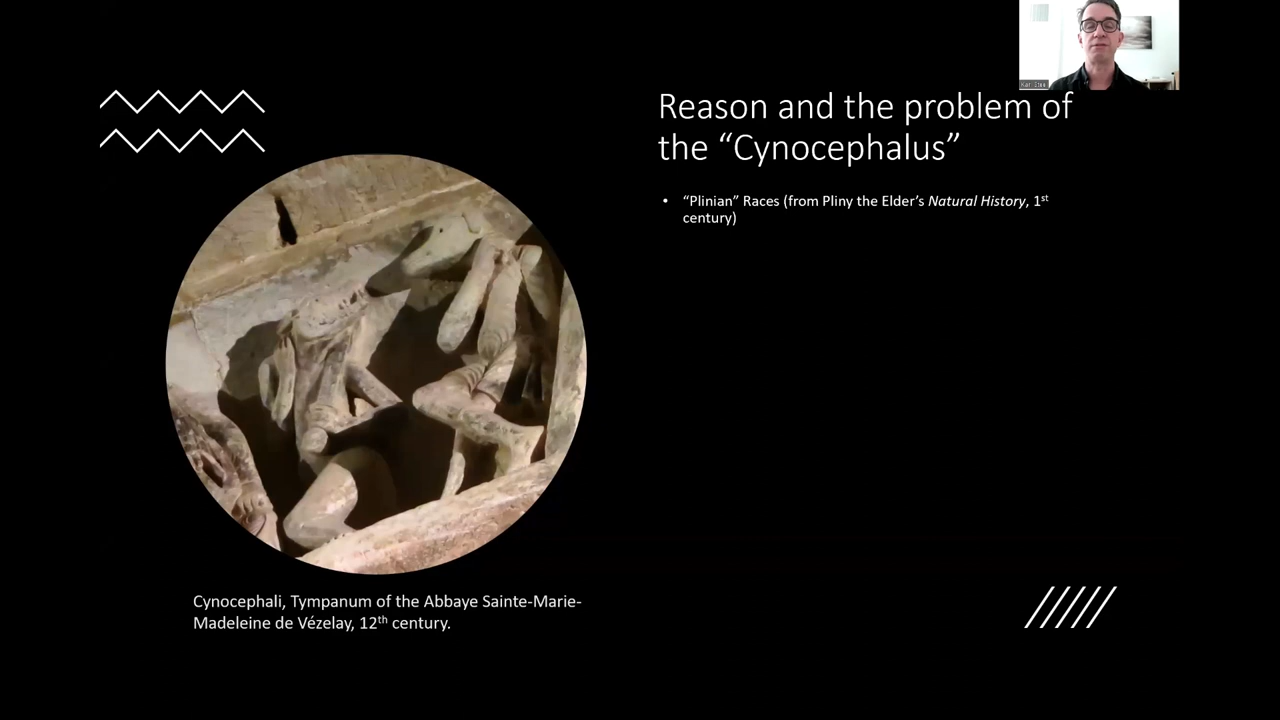 Reason and the problem of
the “Cynocephalus”
• “Plinian” Races (from Pliny the Elder’s Natural History, 1st
century)
Cynocephali, Tympanum of the Abbaye Sainte-Marie-
Madeleine de Vézelay, 12th century.